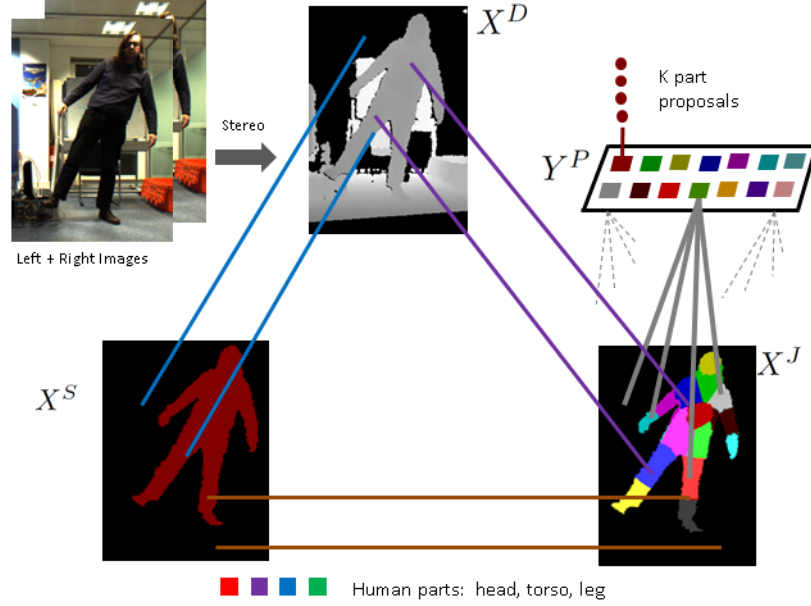 X^D
K part
proposals
Stereo
Y^P
Left + Right Images
X^S
X^J
Human parts: head, torso, leg